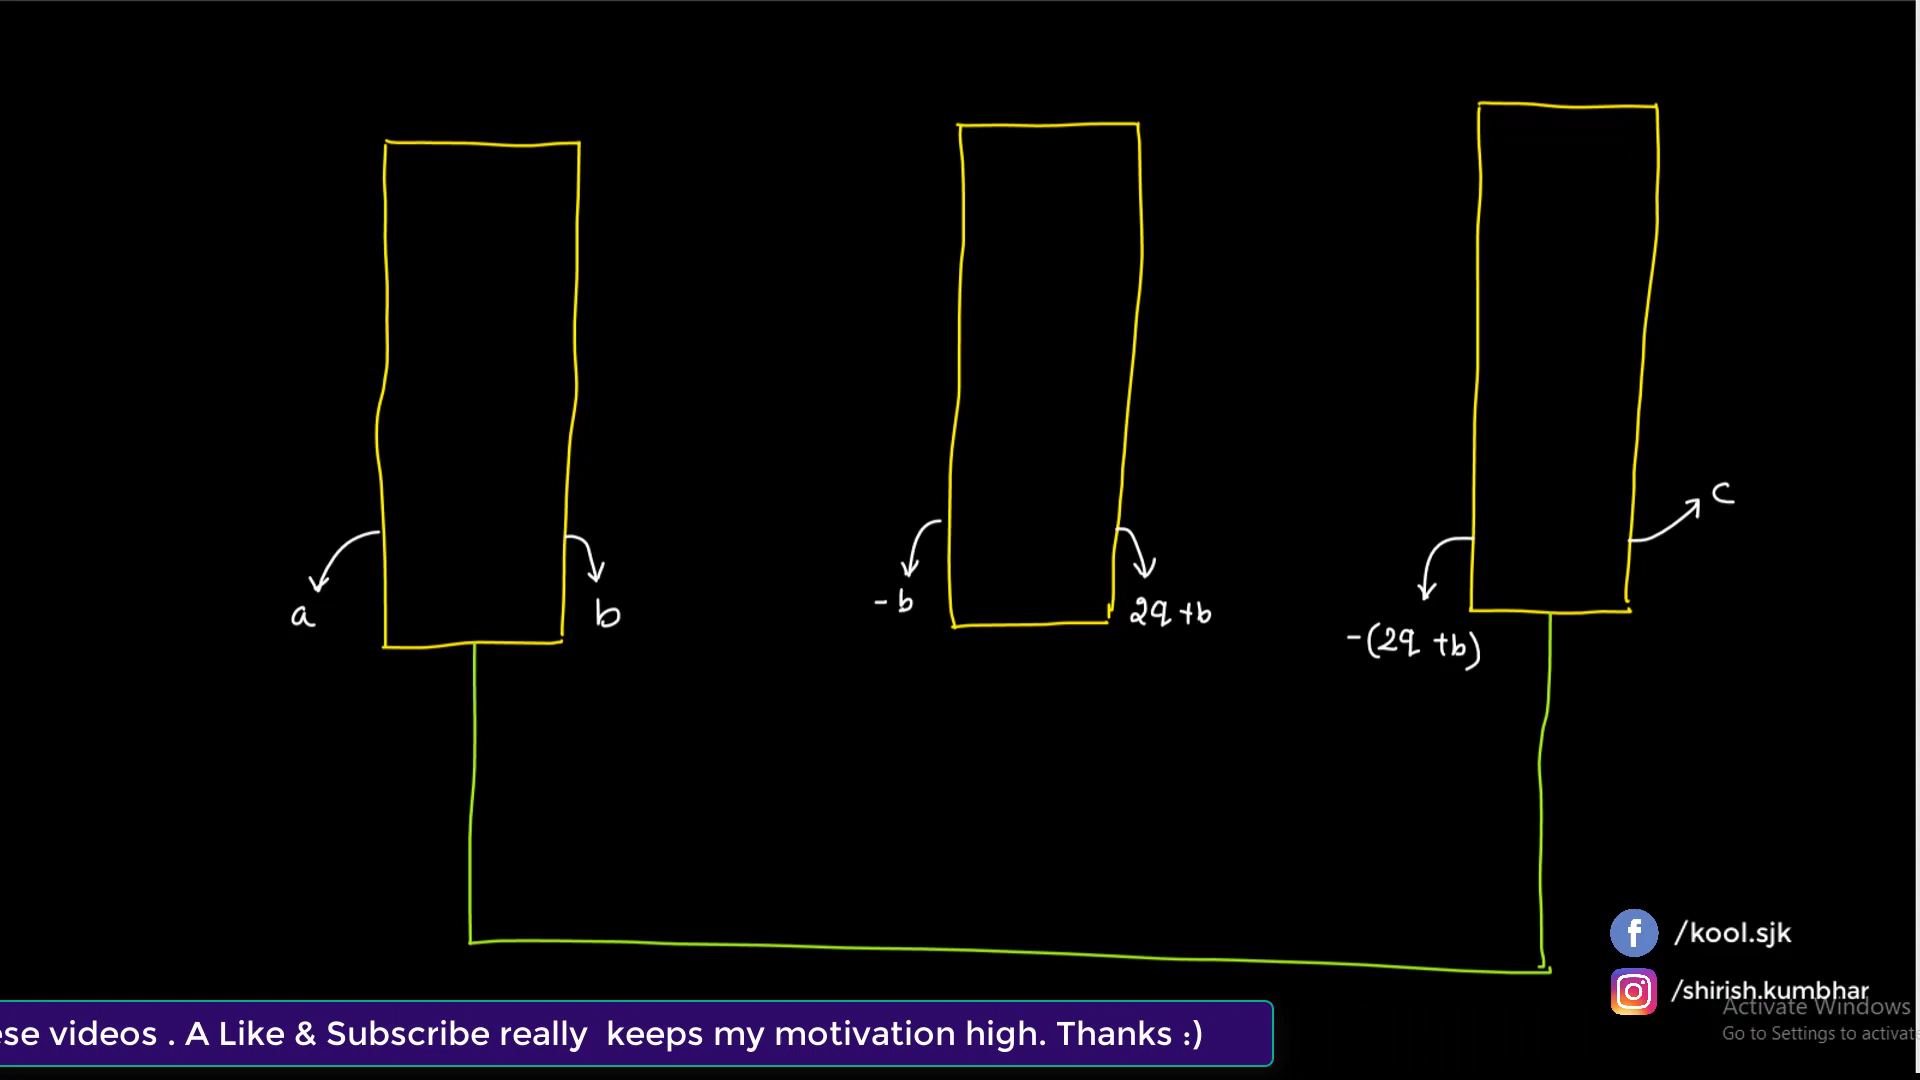 c
a
b
-b
2q+b
-(2q+b)
/kool.sjk
/shirish.kumbhar
Activate Windows
Go to Settings to activat
ese videos . A Like & Subscribe really keeps my motivation high. Thanks :)